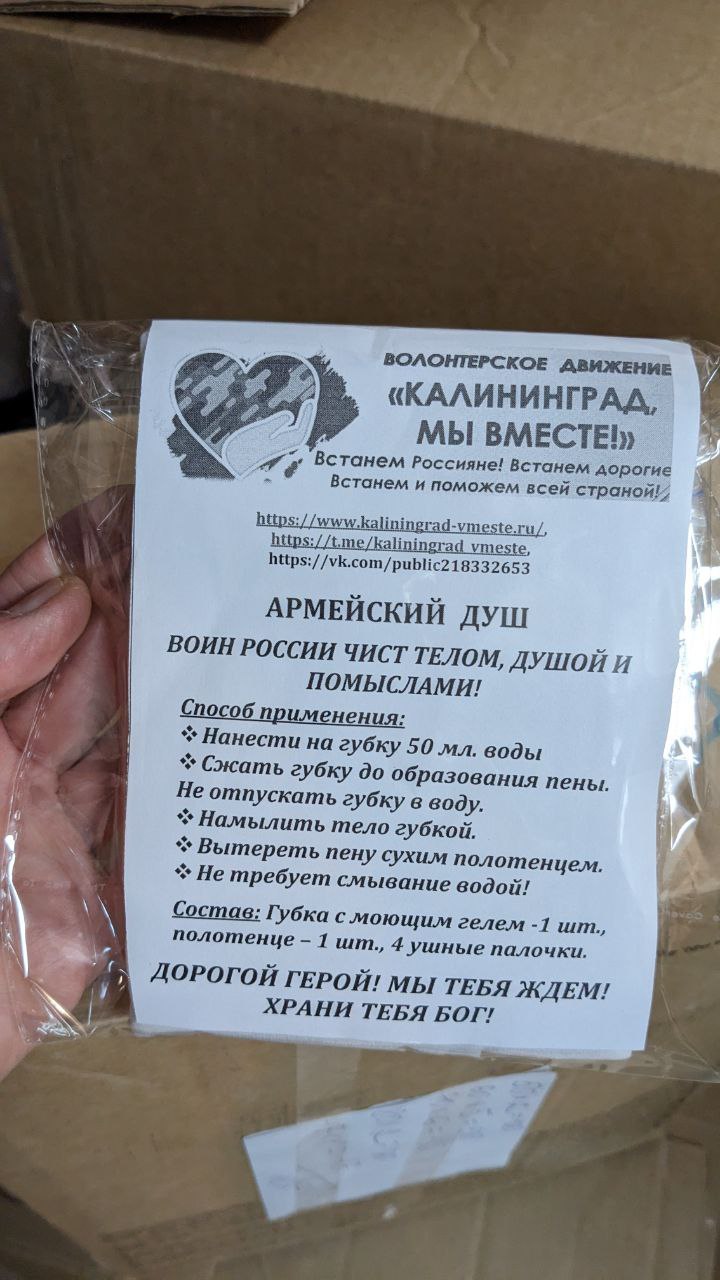 ВОЛОНТЕРСКОЕ ДВИЖЕНИЕ
«КАЛИНИНГРАД,
МЫ ВМЕСТЕ!»
Встанем Россияне! Встанем дорогие
Встанем и поможем всей страной!
https://www.kaliningrad-vmeste.ru/,
https://t.me/kaliningrad_vmeste,
https://vk.com/public218332653
АРМЕЙСКИЙ ДУШ
ВОИН РОССИИ ЧИСТ ТЕЛОМ, ДУШОЙ И
ПОМЫСЛАМИ!
Способ применения:
❖ Нанести на губку 50 мл. воды
❖ Сжать губку до образования пены.
Не отпускать губку в воду.
❖ Намылить тело губкой.
❖ Вытереть пену сухим полотенцем.
❖ Не требует смывание водой!
Состав: Губка с моющим гелем -1 шт.,
полотенце – 1 шт., 4 ушные палочки.
ДОРОГОЙ ГЕРОЙ! МЫ ТЕБЯ ЖДЕМ!
ХРАНИ ТЕБЯ БОГ!